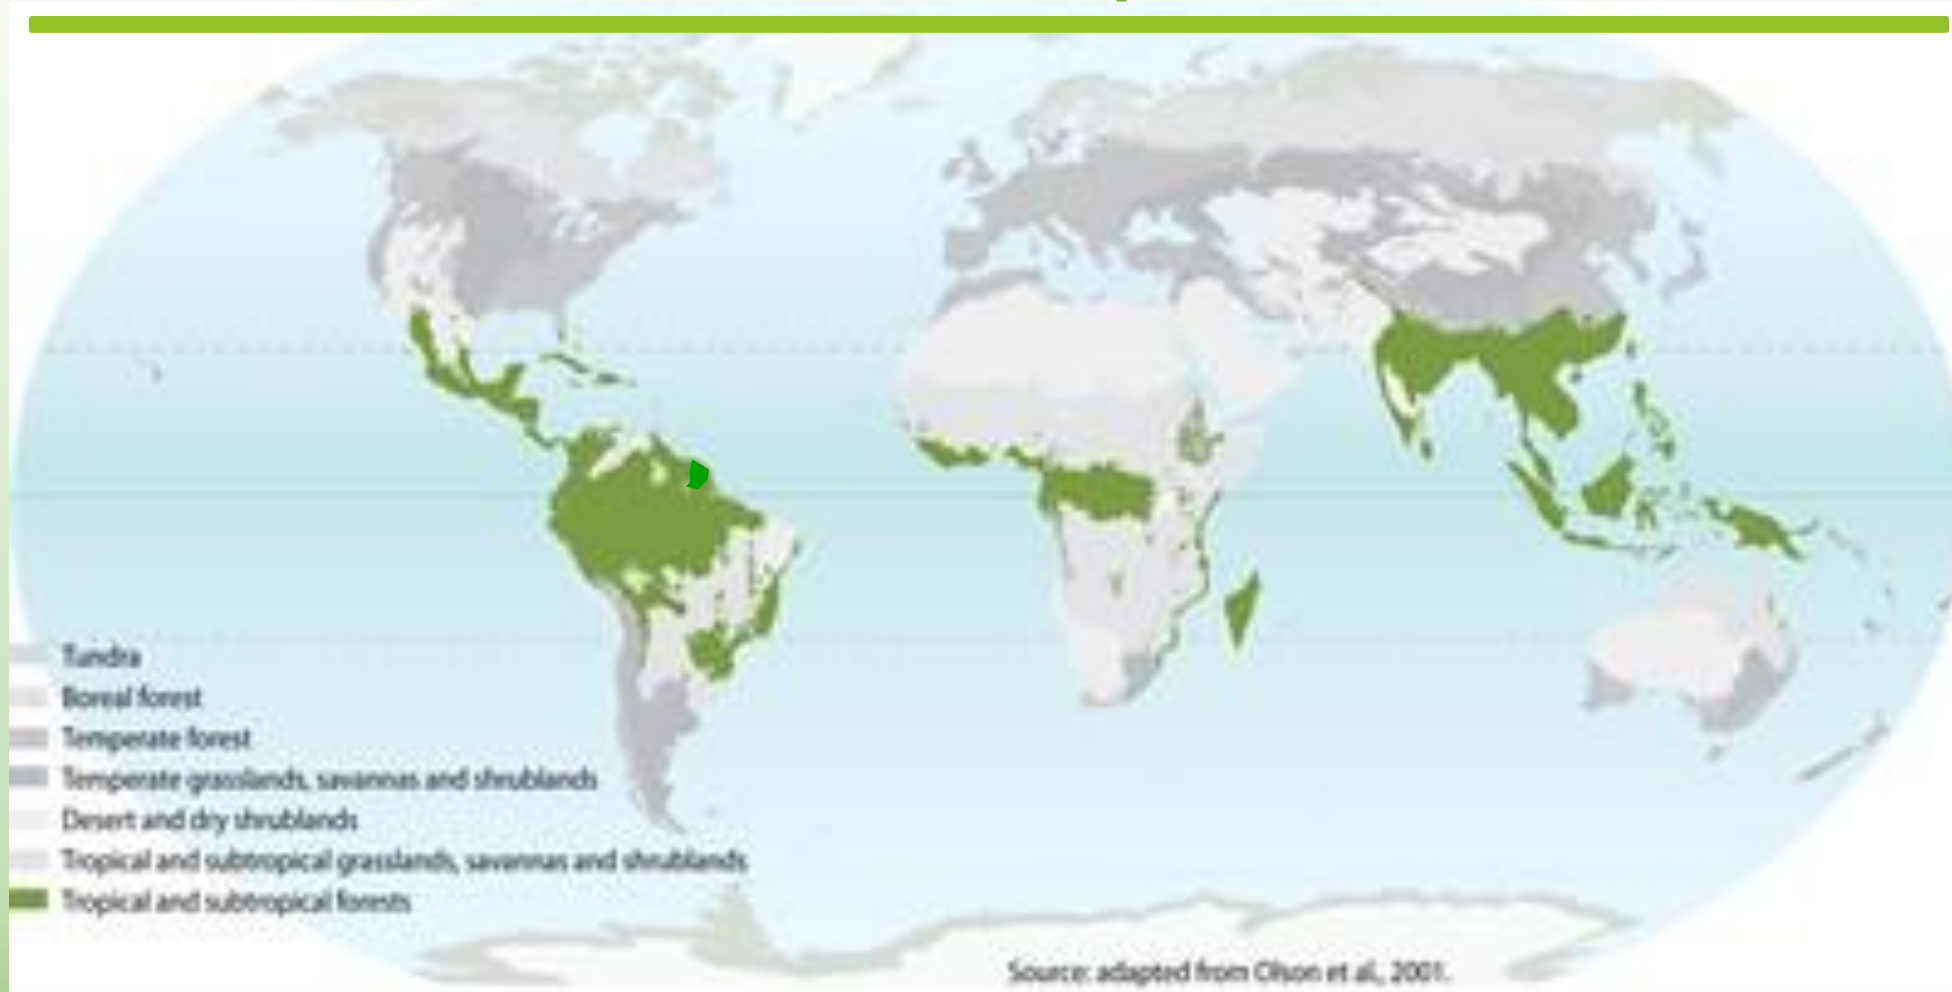 Tundra
Boreal forest
Temperate forest
Temperate grasslands, savannas and shrublands
Desert and dry shrublands
Tropical and subtropical grasslands, savannas and shrublands
Tropical and subtropical forests
Source: adapted from Olson et al., 2001.